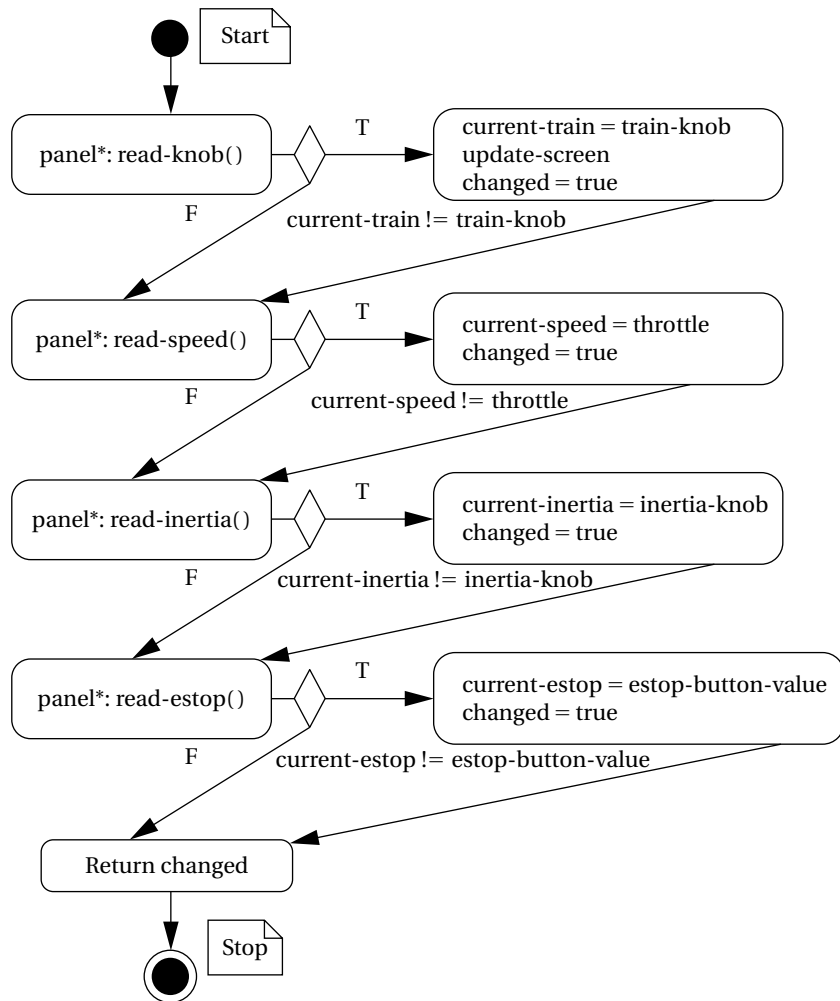 Start
panel*: read-knob()
T
current-train = train-knob
update-screen
changed = true
F
current-train != train-knob
panel*: read-speed()
T
current-speed = throttle
changed = true
F
current-speed != throttle
panel*: read-inertia()
T
current-inertia = inertia-knob
changed = true
F
current-inertia != inertia-knob
panel*: read-estop()
T
current-estop = estop-button-value
changed = true
F
current-estop != estop-button-value
Return changed
Stop